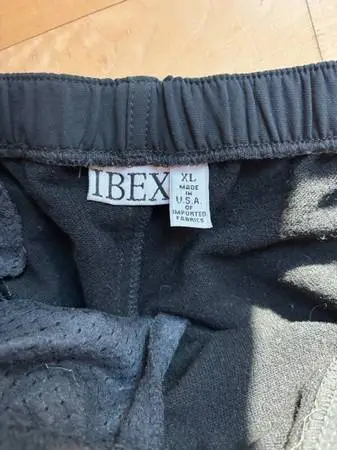 IBEX
XL
MADE
IN
U.S.A.
OF
IMPORTED
FABRICS